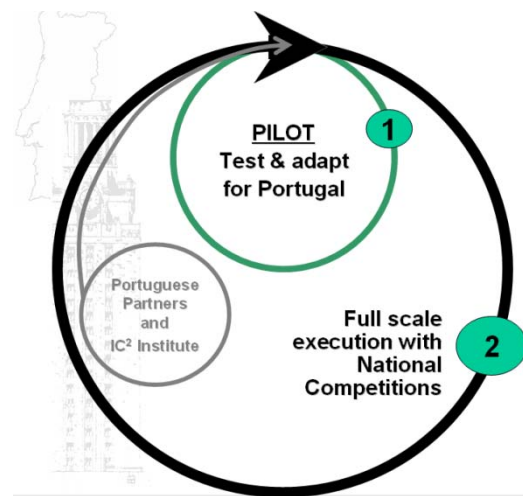 PILOT
Test & adapt
for Portugal
1
Portuguese
Partners
and
IC² Institute
Full scale
execution with
National
Competitions
2